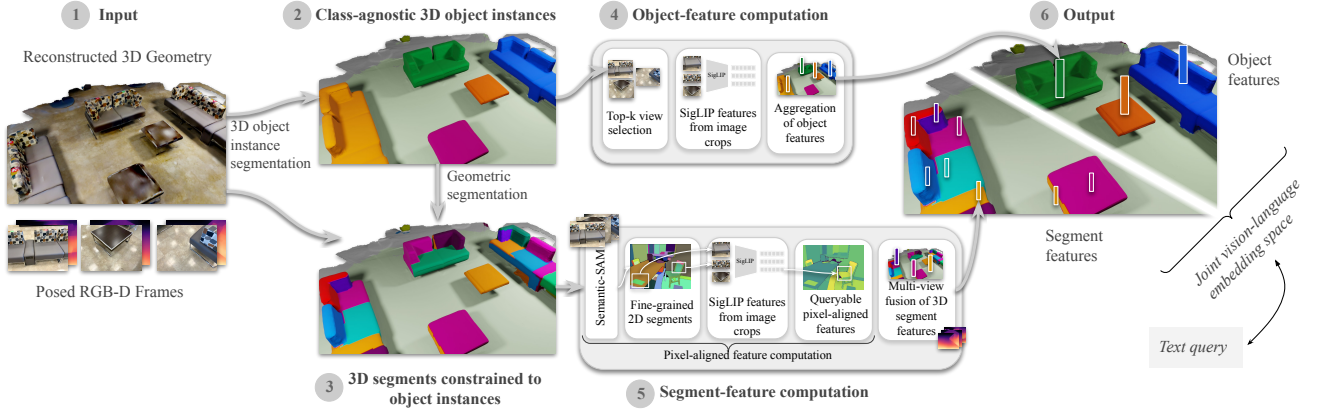 1 Input
Reconstructed 3D Geometry
3D object
instance
segmentation
Posed RGB-D Frames
2 Class-agnostic 3D object instances
Geometric
segmentation
3 3D segments constrained to
object instances
4 Object-feature computation
Top-k view
selection
SigLIP
SigLIP features
from image
crops
Aggregation
of object
features
Semantic-SAM
Fine-grained
2D segments
SigLIP
SigLIP features
from image
crops
Queryable
pixel-aligned
features
Multi-view
fusion of 3D
segment
features
Pixel-aligned feature computation
5 Segment-feature computation
6 Output
Object
features
Segment
features
Joint vision-language
embedding space
Text query